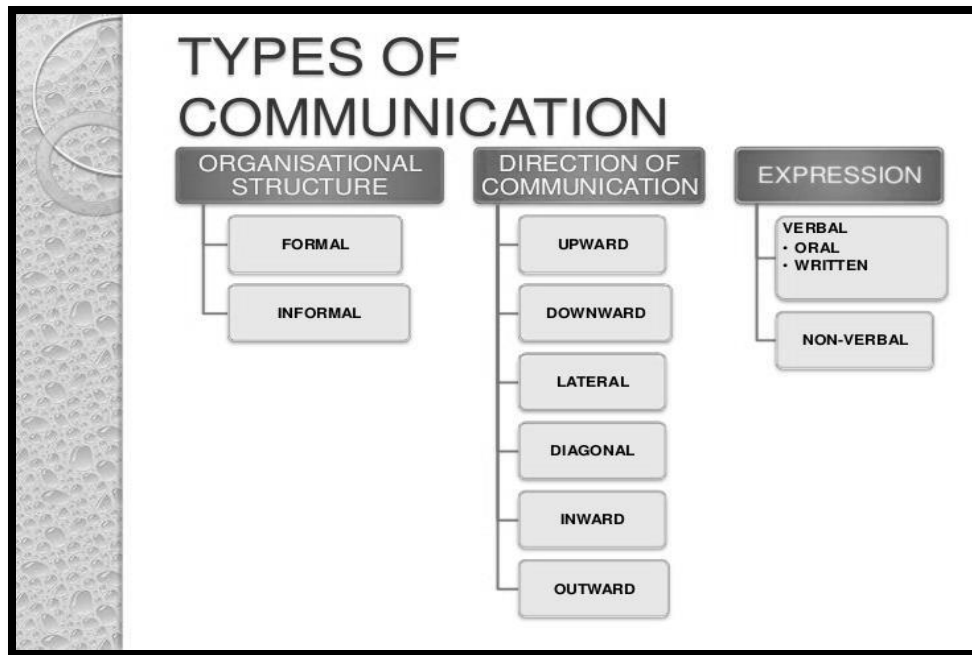 TYPES OF
COMMUNICATION
ORGANISATIONAL
STRUCTURE
FORMAL
INFORMAL
DIRECTION OF
COMMUNICATION
UPWARD
DOWNWARD
LATERAL
DIAGONAL
INWARD
OUTWARD
EXPRESSION
VERBAL
• ORAL
• WRITTEN
NON-VERBAL